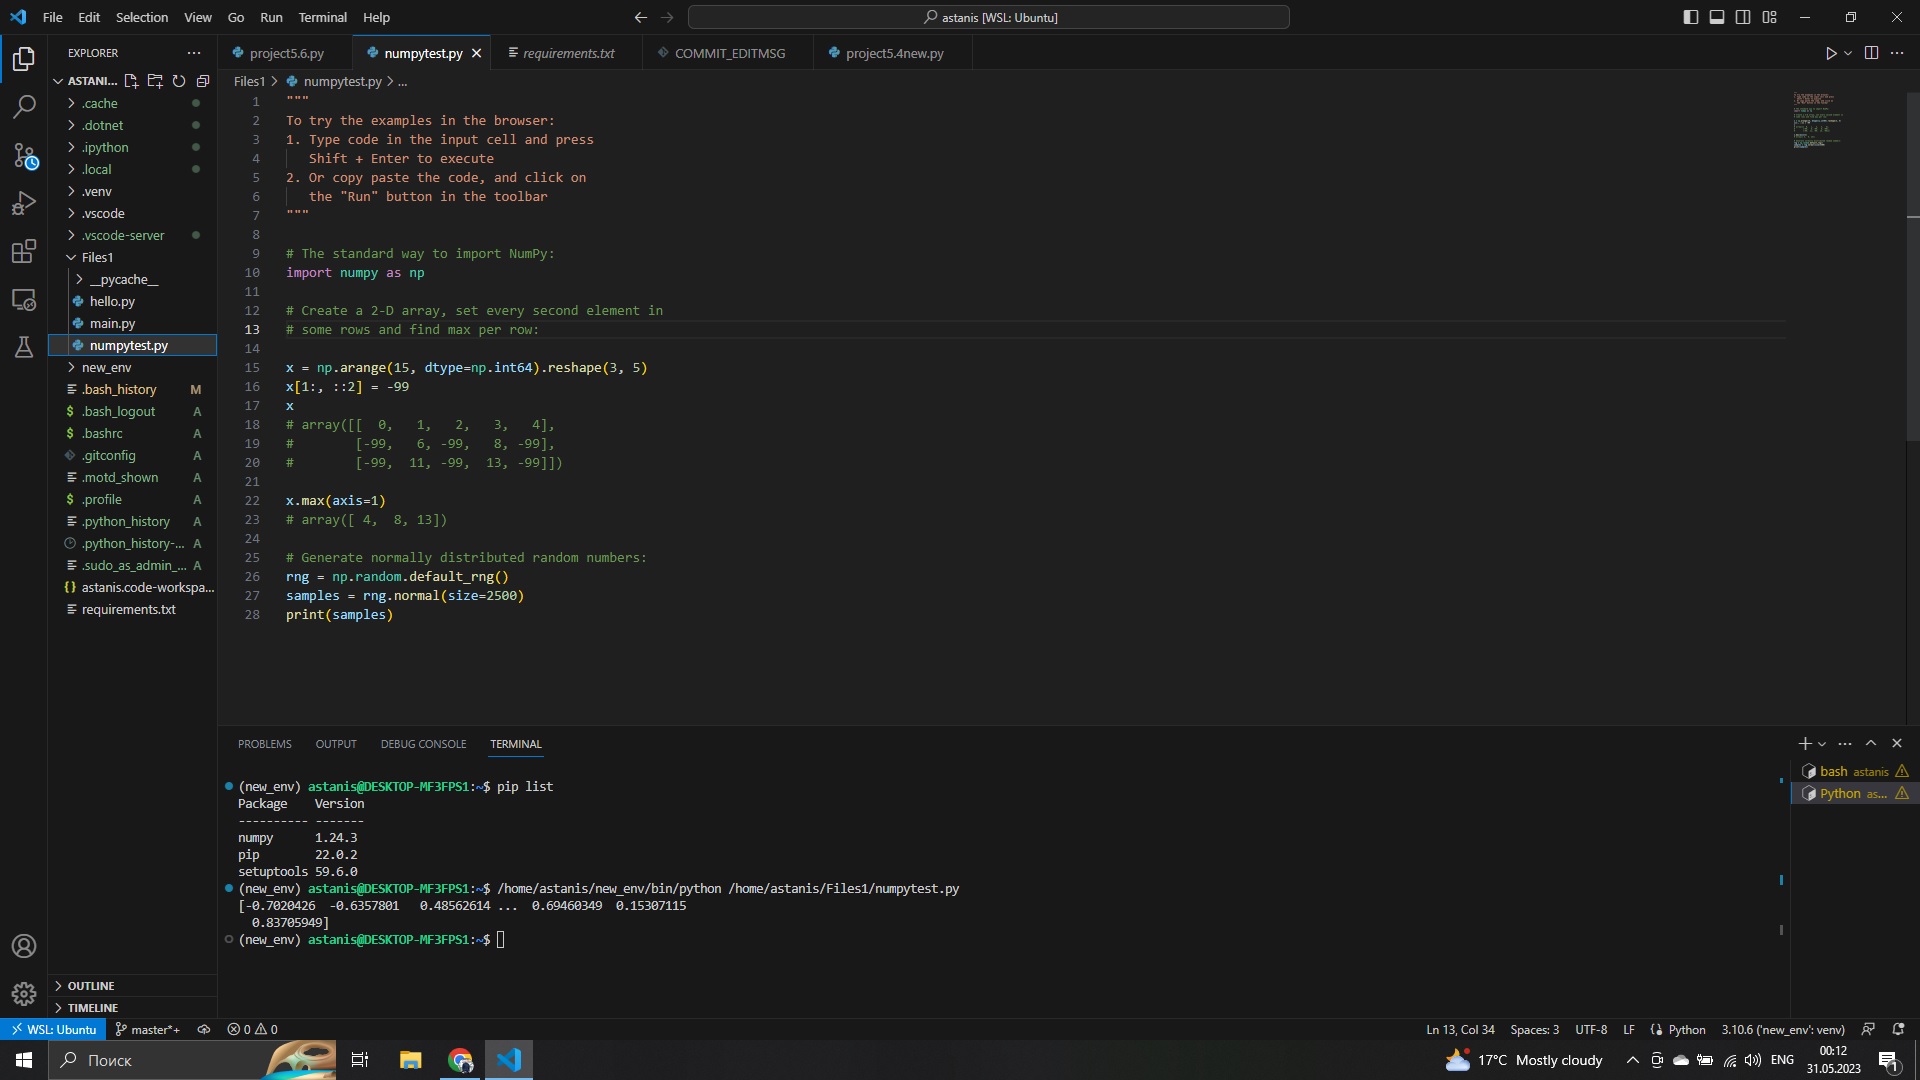 File Edit Selection View Go Run Terminal Help
astanis [WSL: Ubuntu]
EXPLORER
ASTANI...
.cache
.dotnet
.ipython
.local
.venv
.vscode
.vscode-server
Files1
__pycache__
hello.py
main.py
numpytest.py
new_env
.bash_history M
.bash_logout A
.bashrc A
.gitconfig A
.motd_shown A
.profile A
.python_history A
.python_history-... A
.sudo_as_admin_... A
astanis.code-workspa...
requirements.txt
OUTLINE
TIMELINE
project5.6.py numpytest.py requirements.txt COMMIT_EDITMSG project5.4new.py
Files1 > numpytest.py > ...
1 """
2 To try the examples in the browser:
3 1. Type code in the input cell and press
4 Shift + Enter to execute
5 2. Or copy paste the code, and click on
6 the "Run" button in the toolbar
7 """
8
9 # The standard way to import NumPy:
10 import numpy as np
11
12 # Create a 2-D array, set every second element in
13 # some rows and find max per row:
14
15 x = np.arange(15, dtype=np.int64).reshape(3, 5)
16 x[1:, ::2] = -99
17 x
18 # array([[  0,   1,   2,   3,   4],
19 #        [-99,   6, -99,   8, -99],
20 #        [-99,  11, -99,  13, -99]])
21
22 x.max(axis=1)
23 # array([ 4,  8, 13])
24
25 # Generate normally distributed random numbers:
26 rng = np.random.default_rng()
27 samples = rng.normal(size=2500)
28 print(samples)
PROBLEMS OUTPUT DEBUG CONSOLE TERMINAL
(new_env) astanis@DESKTOP-MF3FPS1:~$ pip list
Package    Version
---------- -------
numpy      1.24.3
pip        22.0.2
setuptools 59.6.0
(new_env) astanis@DESKTOP-MF3FPS1:~$ /home/astanis/new_env/bin/python /home/astanis/Files1/numpytest.py
[-0.7020426  -0.6357801   0.48562614 ...  0.69460349  0.15307115
  0.83705949]
(new_env) astanis@DESKTOP-MF3FPS1:~$
bash astanis
Python as...
WSL: Ubuntu master*+ 0 0 Ln 13, Col 34 Spaces: 3 UTF-8 LF Python 3.10.6 ('new_env': venv)
Поиск 17°C Mostly cloudy ENG 00:12
31.05.2023
1